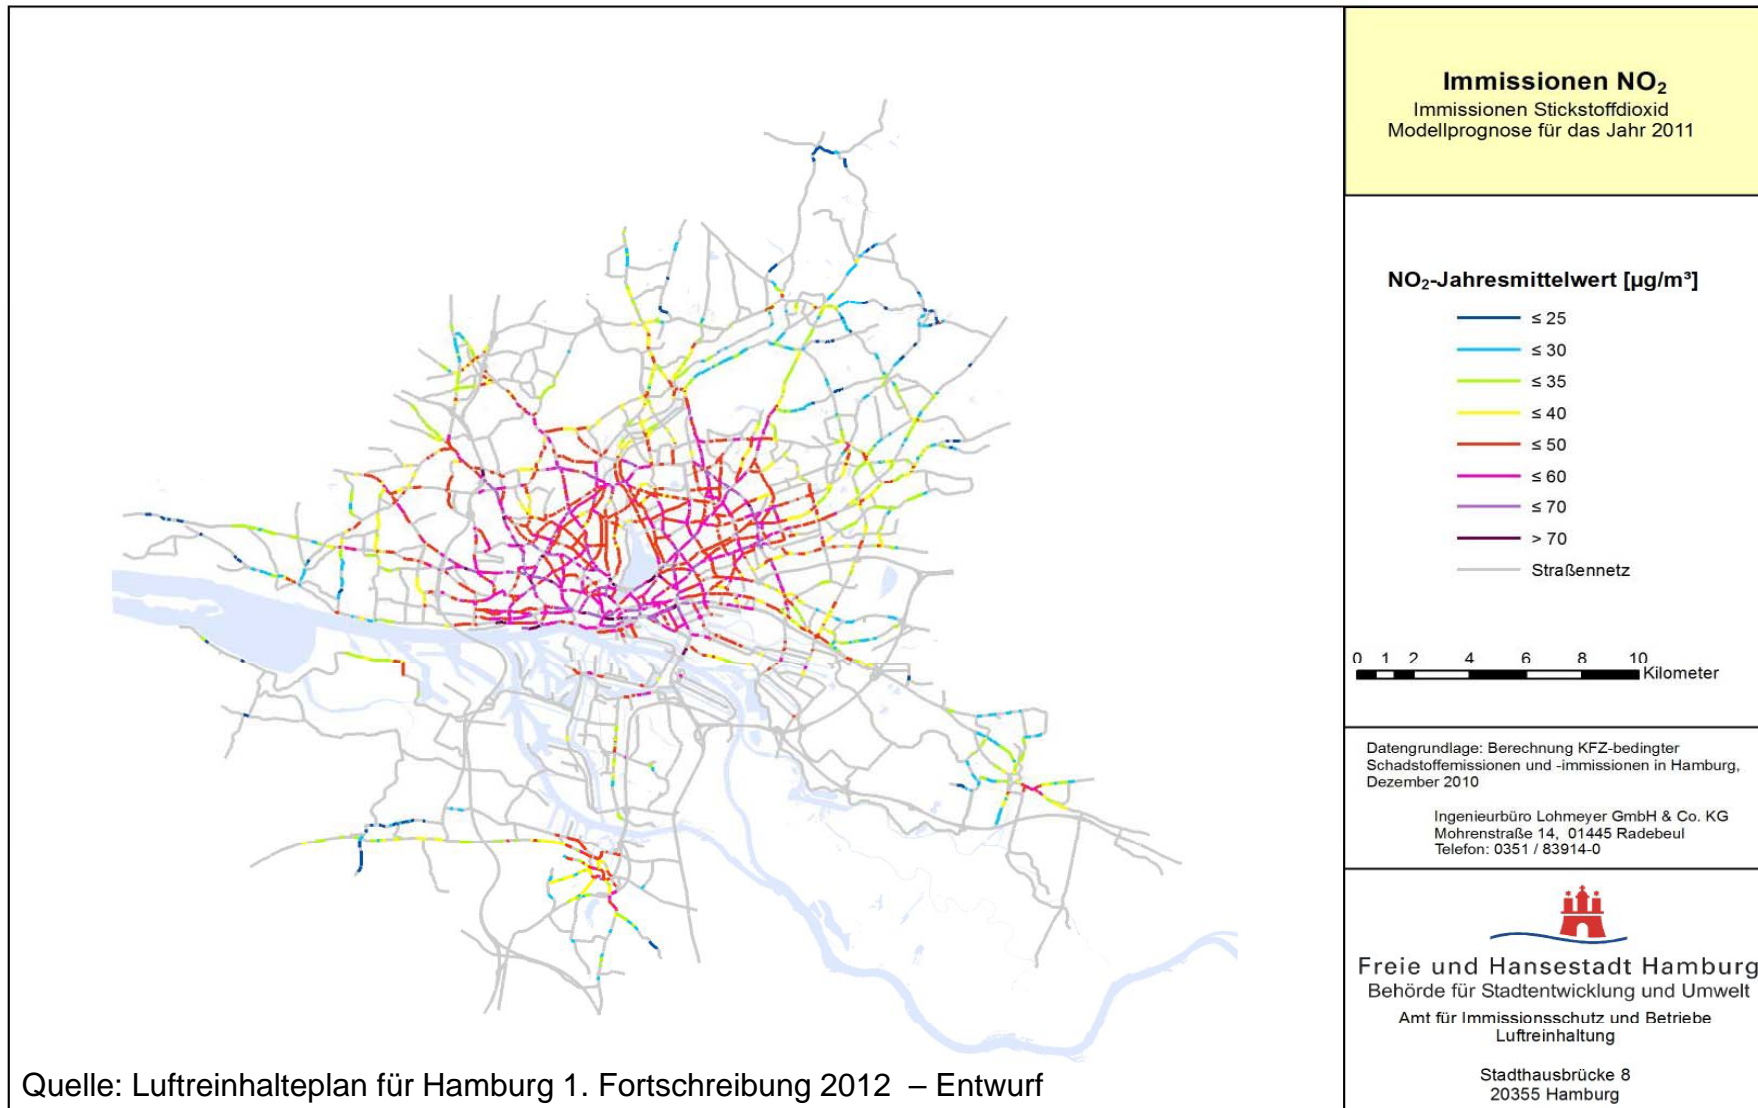 Immissionen NO₂
Immissionen Stickstoffdioxid
Modellprognose für das Jahr 2011
NO₂-Jahresmittelwert [µg/m³]
≤ 25
≤ 30
≤ 35
≤ 40
≤ 50
≤ 60
≤ 70
> 70
Straßennetz
0 1 2 4 6 8 10
Kilometer
Datengrundlage: Berechnung KFZ-bedingter
Schadstoffemissionen und -immissionen in Hamburg,
Dezember 2010
Ingenieurbüro Lohmeyer GmbH & Co. KG
Mohrenstraße 14, 01445 Radebeul
Telefon: 0351 / 83914-0
Freie und Hansestadt Hamburg
Behörde für Stadtentwicklung und Umwelt
Amt für Immissionsschutz und Betriebe
Luftreinhaltung
Stadthausbrücke 8
20355 Hamburg
Quelle: Luftreinhalteplan für Hamburg 1. Fortschreibung 2012 – Entwurf